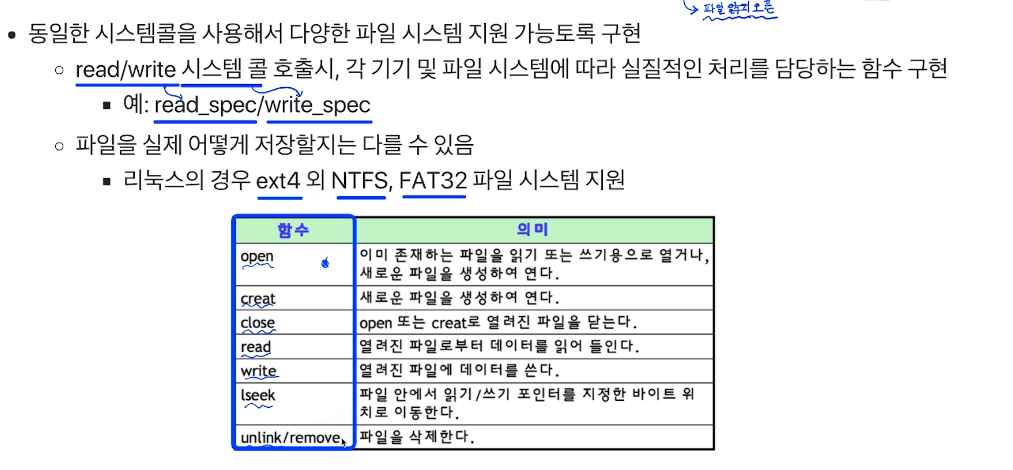 파일 읽기 오픈
동일한 시스템콜을 사용해서 다양한 파일 시스템 지원 가능토록 구현
read/write 시스템 콜 호출시, 각 기기 및 파일 시스템에 따라 실질적인 처리를 담당하는 함수 구현
예: read_spec/write_spec
파일을 실제 어떻게 저장할지는 다를 수 있음
리눅스의 경우 ext4 외 NTFS, FAT32 파일 시스템 지원
함수 의미
open 이미 존재하는 파일을 읽기 또는 쓰기용으로 열거나,
새로운 파일을 생성하여 연다.
creat 새로운 파일을 생성하여 연다.
close open 또는 creat로 열려진 파일을 닫는다.
read 열려진 파일로부터 데이터를 읽어 들인다.
write 열려진 파일에 데이터를 쓴다.
lseek 파일 안에서 읽기/쓰기 포인터를 지정한 바이트 위
치로 이동한다.
unlink/remove 파일을 삭제한다.